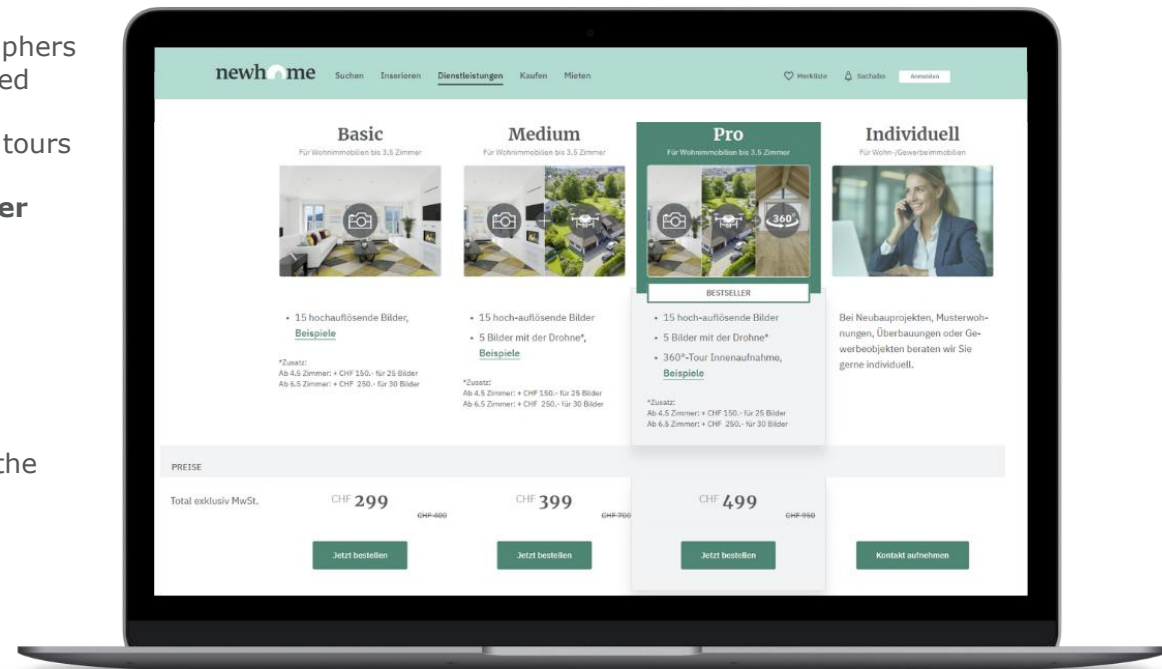 phers
ed
tours
er
the
newhome
Suchen Inserieren Dienstleistungen Kaufen Mieten
Merkliste Suchabo Anmelden
Basic
Für Wohnimmobilien bis 3.5 Zimmer
15 hochauflösende Bilder,
Beispiele
*Zusatz:
Ab 4.5 Zimmer: + CHF 150.- für 25 Bilder
Ab 6.5 Zimmer: + CHF 250.- für 30 Bilder
Medium
Für Wohnimmobilien bis 3.5 Zimmer
15 hoch-auflösende Bilder
5 Bilder mit der Drohne*,
Beispiele
*Zusatz:
Ab 4.5 Zimmer: + CHF 150.- für 25 Bilder
Ab 6.5 Zimmer: + CHF 250.- für 30 Bilder
Pro
Für Wohnimmobilien bis 3.5 Zimmer
360°
BESTSELLER
15 hoch-auflösende Bilder
5 Bilder mit der Drohne*
360°-Tour Innenaufnahme,
Beispiele
*Zusatz:
Ab 4.5 Zimmer: + CHF 150.- für 25 Bilder
Ab 6.5 Zimmer: + CHF 250.- für 30 Bilder
Individuell
Für Wohn-/Gewerbeimmobilien
Bei Neubauprojekten, Musterwoh-
nungen, Überbauungen oder Ge-
werbeobjekten beraten wir Sie
gerne individuell.
PREISE
Total exklusiv MwSt.
CHF 299
CHF 400
CHF 399
CHF 700
CHF 499
CHF 950
Jetzt bestellen
Jetzt bestellen
Jetzt bestellen
Kontakt aufnehmen